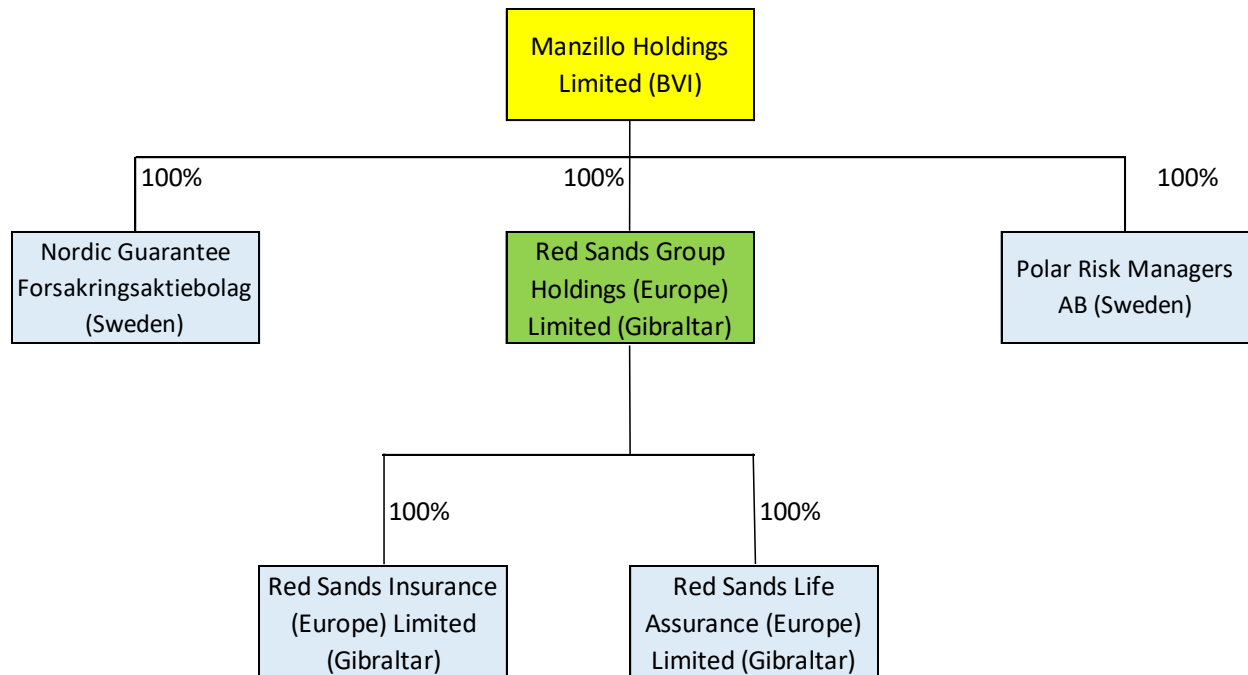 Manzillo Holdings
Limited (BVI)
100%
100%
100%
Nordic Guarantee
Forsakringsaktiebolag
(Sweden)
Red Sands Group
Holdings (Europe)
Limited (Gibraltar)
Polar Risk Managers
AB (Sweden)
100%
100%
Red Sands Insurance
(Europe) Limited
(Gibraltar)
Red Sands Life
Assurance (Europe)
Limited (Gibraltar)